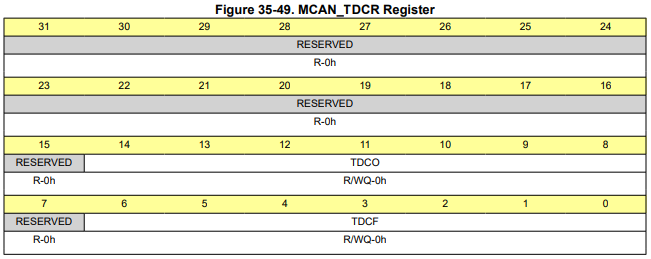 Figure 35-49. MCAN_TDCR Register
31 30 29 28 27 26 25 24
RESERVED
R-0h
23 22 21 20 19 18 17 16
RESERVED
R-0h
15 14 13 12 11 10 9 8
RESERVED TDCO
R-0h R/WQ-0h
7 6 5 4 3 2 1 0
RESERVED TDCF
R-0h R/WQ-0h